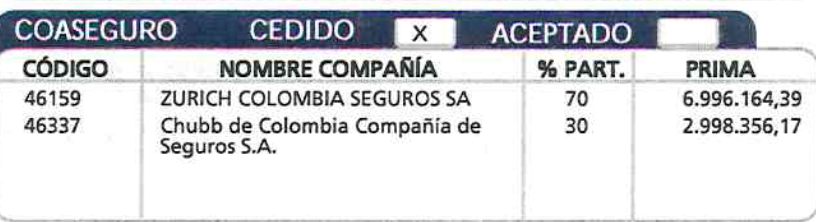 COASEGURO CEDIDO X ACEPTADO
CÓDIGO NOMBRE COMPAÑÍA % PART. PRIMA
46159 ZURICH COLOMBIA SEGUROS SA 70 6.996.164,39
46337 Chubb de Colombia Compañía de 30 2.998.356,17
Seguros S.A.